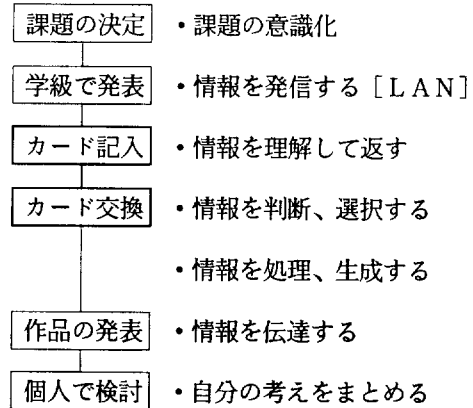 課題の決定 ・課題の意識化
学級で発表 ・情報を発信する［ＬＡＮ］
カード記入 ・情報を理解して返す
カード交換 ・情報を判断、選択する
・情報を処理、生成する
作品の発表 ・情報を伝達する
個人で検討 ・自分の考えをまとめる